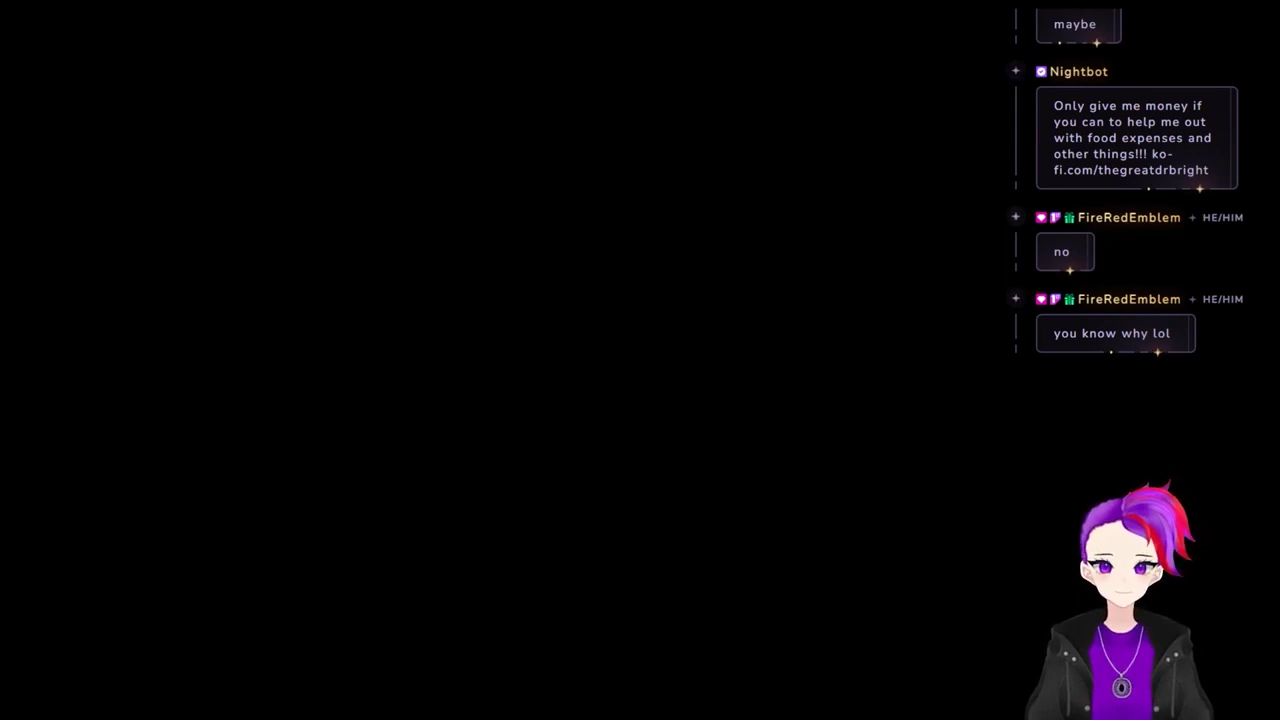 maybe
Nightbot
Only give me money if
you can to help me out
with food expenses and
other things!!! ko-
fi.com/thegreatdrbright
FireRedEmblem HE/HIM
no
FireRedEmblem HE/HIM
you know why lol